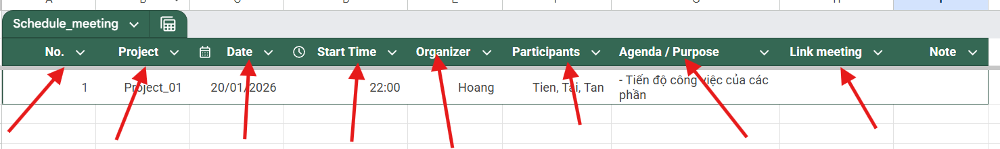 Schedule_meeting
No. Project Date Start Time Organizer Participants Agenda / Purpose Link meeting Note
1 Project_01 20/01/2026 22:00 Hoang Tien, Tai, Tan - Tiến độ công việc của các
phần